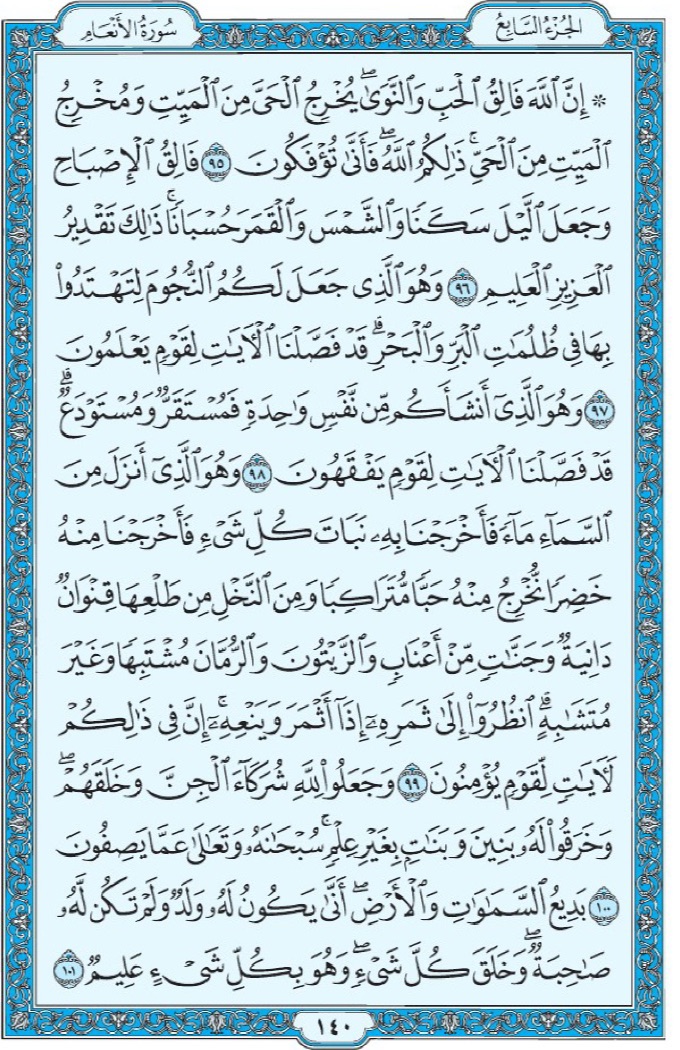 الجُزْءُ السَّابِعُ
سُورَةُ الأَنْعَام
* إِنَّ ٱللَّهَ فَالِقُ ٱلْحَبِّ وَٱلنَّوَىٰۖ يُخْرِجُ ٱلْحَىَّ مِنَ ٱلْمَيِّتِ وَمُخْرِجُ
ٱلْمَيِّتِ مِنَ ٱلْحَىِّۚ ذَٰلِكُمُ ٱللَّهُۖ فَأَنَّىٰ تُؤْفَكُونَ ٩٥ فَالِقُ ٱلْإِصْبَاحِ
وَجَعَلَ ٱلَّيْلَ سَكَنًا وَٱلشَّمْسَ وَٱلْقَمَرَ حُسْبَانًاۚ ذَٰلِكَ تَقْدِيرُ
ٱلْعَزِيزِ ٱلْعَلِيمِ ٩٦ وَهُوَ ٱلَّذِى جَعَلَ لَكُمُ ٱلنُّجُومَ لِتَهْتَدُوا۟
بِهَا فِى ظُلُمَٰتِ ٱلْبَرِّ وَٱلْبَحْرِۗ قَدْ فَصَّلْنَا ٱلْءَايَٰتِ لِقَوْمٍ يَعْلَمُونَ
٩٧ وَهُوَ ٱلَّذِىٓ أَنشَأَكُم مِّن نَّفْسٍ وَٰحِدَةٍ فَمُسْتَقَرٌّ وَمُسْتَوْدَعٌۗ
قَدْ فَصَّلْنَا ٱلْءَايَٰتِ لِقَوْمٍ يَفْقَهُونَ ٩٨ وَهُوَ ٱلَّذِىٓ أَنزَلَ مِنَ
ٱلسَّمَآءِ مَآءً فَأَخْرَجْنَا بِهِۦ نَبَاتَ كُلِّ شَىْءٍ فَأَخْرَجْنَا مِنْهُ
خَضِرًا نُّخْرِجُ مِنْهُ حَبًّا مُّتَرَاكِبًا وَمِنَ ٱلنَّخْلِ مِن طَلْعِهَا قِنْوَانٌ
دَانِيَةٌ وَجَنَّٰتٍ مِّنْ أَعْنَابٍ وَٱلزَّيْتُونَ وَٱلرُّمَّانَ مُشْتَبِهًا وَغَيْرَ
مُتَشَٰبِهٍۗ ٱنظُرُوٓا۟ إِلَىٰ ثَمَرِهِۦٓ إِذَآ أَثْمَرَ وَيَنْعِهِۦٓۚ إِنَّ فِى ذَٰلِكُمْ
لَءَايَٰتٍ لِّقَوْمٍ يُؤْمِنُونَ ٩٩ وَجَعَلُوا۟ لِلَّهِ شُرَكَآءَ ٱلْجِنَّ وَخَلَقَهُمْۖ
وَخَرَقُوا۟ لَهُۥ بَنِينَ وَبَنَٰتٍۭ بِغَيْرِ عِلْمٍۚ سُبْحَٰنَهُۥ وَتَعَٰلَىٰ عَمَّا يَصِفُونَ
١٠٠ بَدِيعُ ٱلسَّمَٰوَٰتِ وَٱلْأَرْضِۖ أَنَّىٰ يَكُونُ لَهُۥ وَلَدٌ وَلَمْ تَكُن لَّهُۥ
صَٰحِبَةٌۖ وَخَلَقَ كُلَّ شَىْءٍۖ وَهُوَ بِكُلِّ شَىْءٍ عَلِيمٌ ١٠١
١٤٠